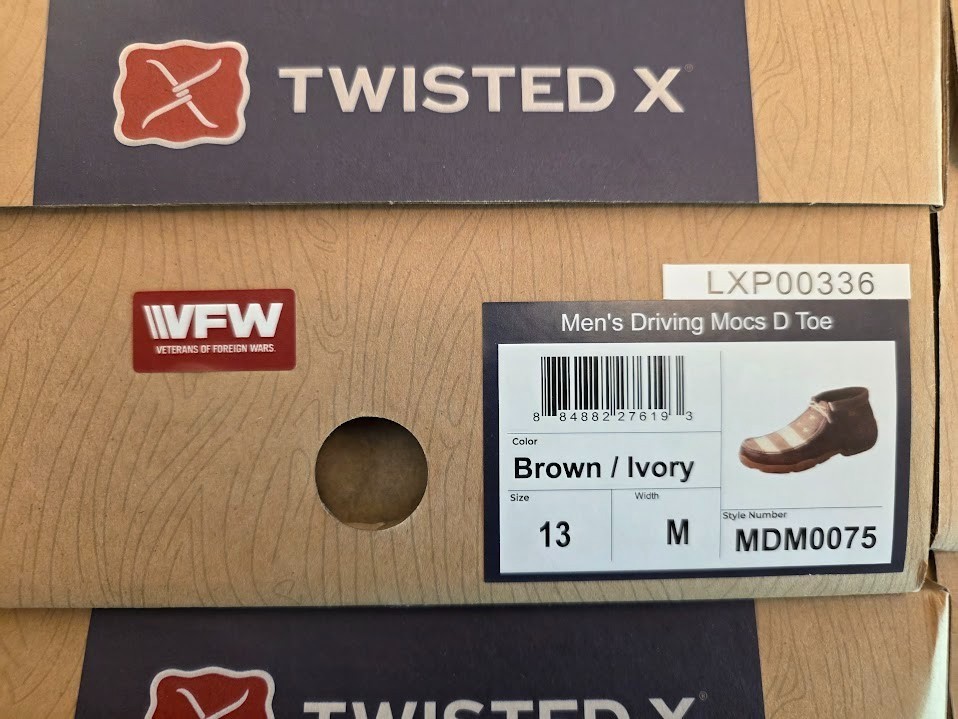 TWISTED X®
LXP00336
VFW
VETERANS OF FOREIGN WARS.
Men's Driving Mocs D Toe
8 84882 27619 3
Color
Brown / Ivory
Size
13
Width
M
Style Number
MDM0075
TWISTED X®